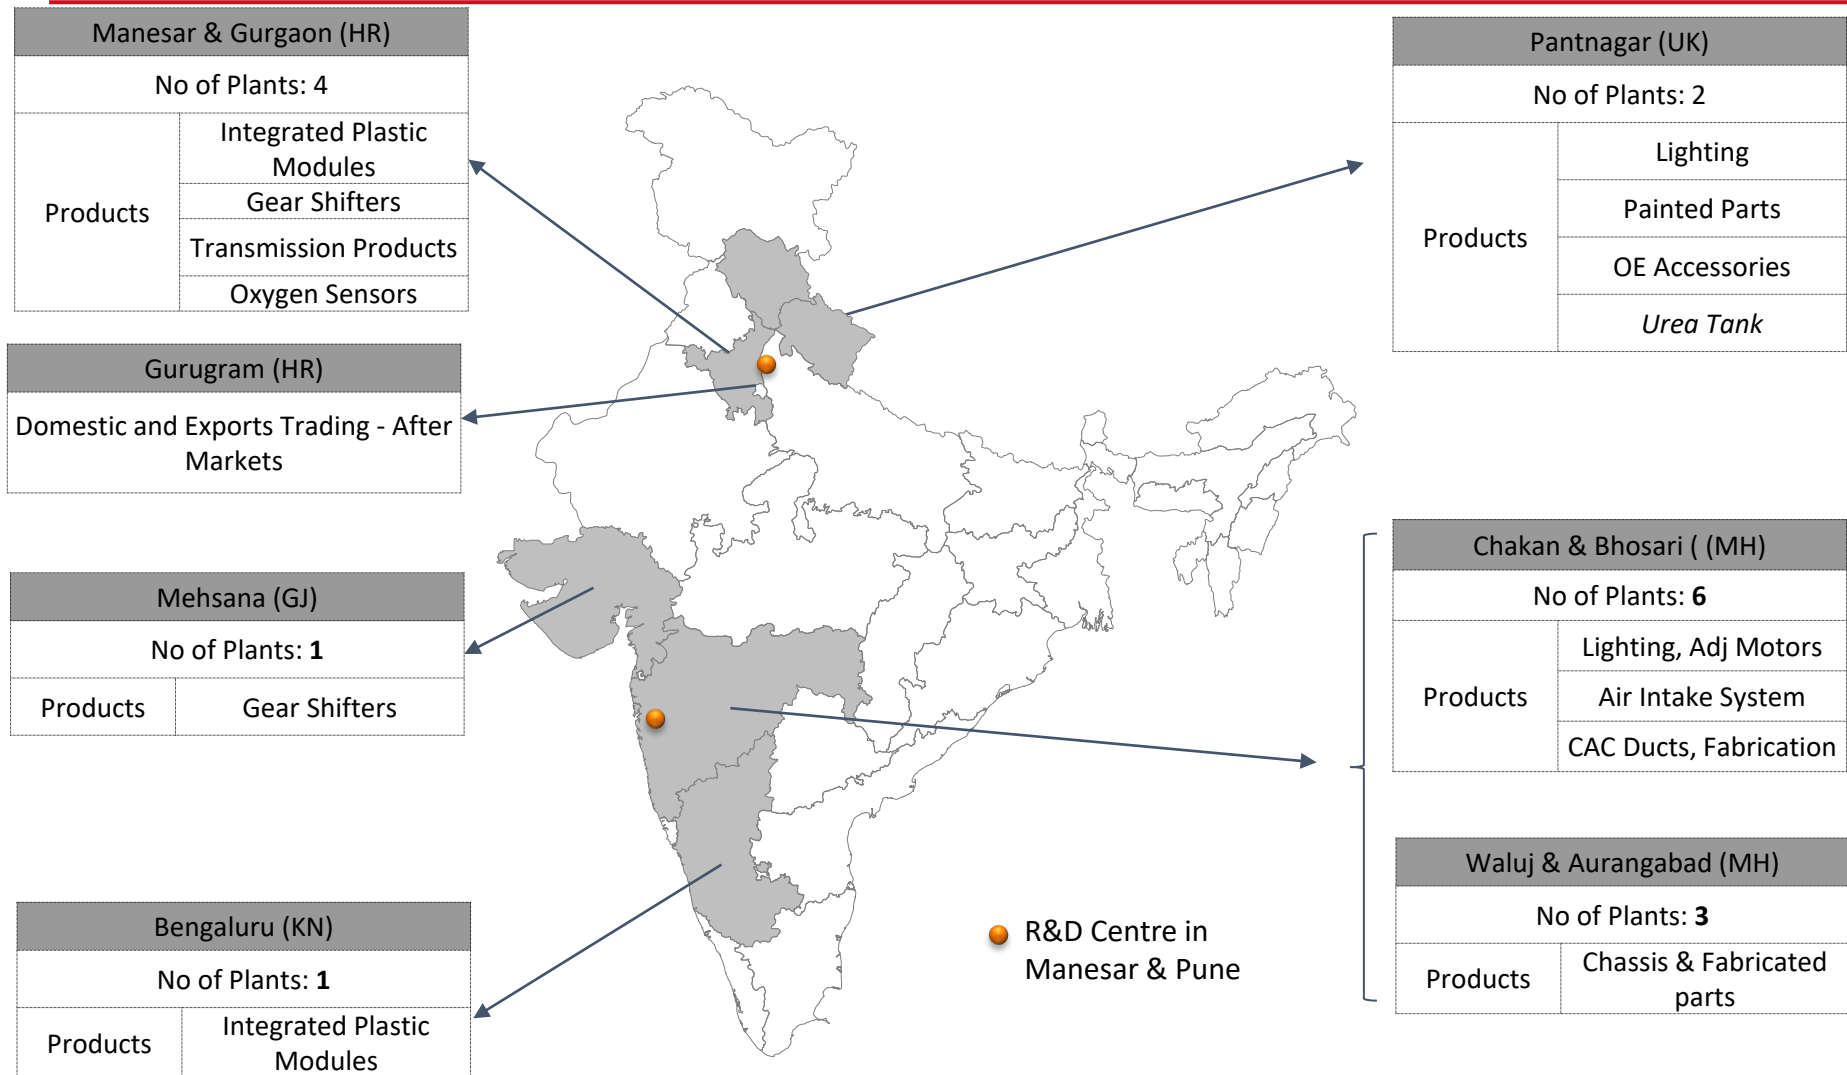 Manesar & Gurgaon (HR)
No of Plants: 4
Products
Integrated Plastic
Modules
Gear Shifters
Transmission Products
Oxygen Sensors
Gurugram (HR)
Domestic and Exports Trading - After
Markets
Mehsana (GJ)
No of Plants: 1
Products
Gear Shifters
Bengaluru (KN)
No of Plants: 1
Products
Integrated Plastic
Modules
R&D Centre in
Manesar & Pune
Pantnagar (UK)
No of Plants: 2
Products
Lighting
Painted Parts
OE Accessories
Urea Tank
Chakan & Bhosari ( (MH)
No of Plants: 6
Products
Lighting, Adj Motors
Air Intake System
CAC Ducts, Fabrication
Waluj & Aurangabad (MH)
No of Plants: 3
Products
Chassis & Fabricated
parts